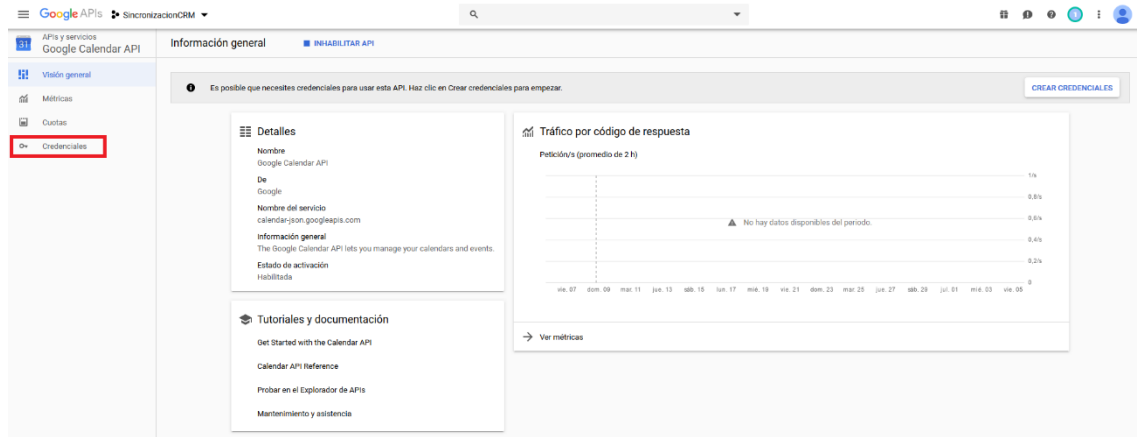 Google APIs SincronizacionCRM
1
31
APIs y servicios
Google Calendar API
Información general
INHABILITAR API
Visión general
Métricas
Cuotas
Credenciales
Es posible que necesites credenciales para usar esta API. Haz clic en Crear credenciales para empezar.
CREAR CREDENCIALES
Detalles
Nombre
Google Calendar API
De
Google
Nombre del servicio
calendar-json.googleapis.com
Información general
The Google Calendar API lets you manage your calendars and events.
Estado de activación
Habilitada
Tutoriales y documentación
Get Started with the Calendar API
Calendar API Reference
Probar en el Explorador de APIs
Mantenimiento y asistencia
Tráfico por código de respuesta
Petición/s (promedio de 2 h)
1/s
0,8/s
0,6/s
No hay datos disponibles del periodo.
0,4/s
0,2/s
0
vie. 07 dom. 09 mar. 11 jue. 13 sáb. 15 lun. 17 mié. 19 vie. 21 dom. 23 mar. 25 jue. 27 sáb. 29 jul. 01 mié. 03 vie. 05
Ver métricas